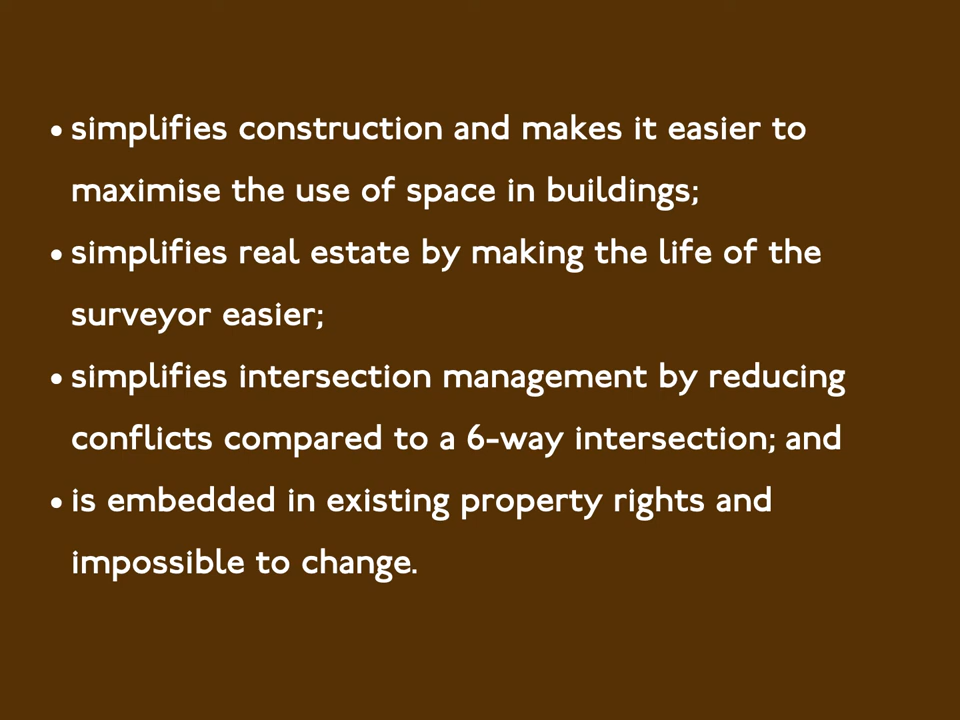 • simplifies construction and makes it easier to
maximise the use of space in buildings;
• simplifies real estate by making the life of the
surveyor easier;
• simplifies intersection management by reducing
conflicts compared to a 6-way intersection; and
• is embedded in existing property rights and
impossible to change.